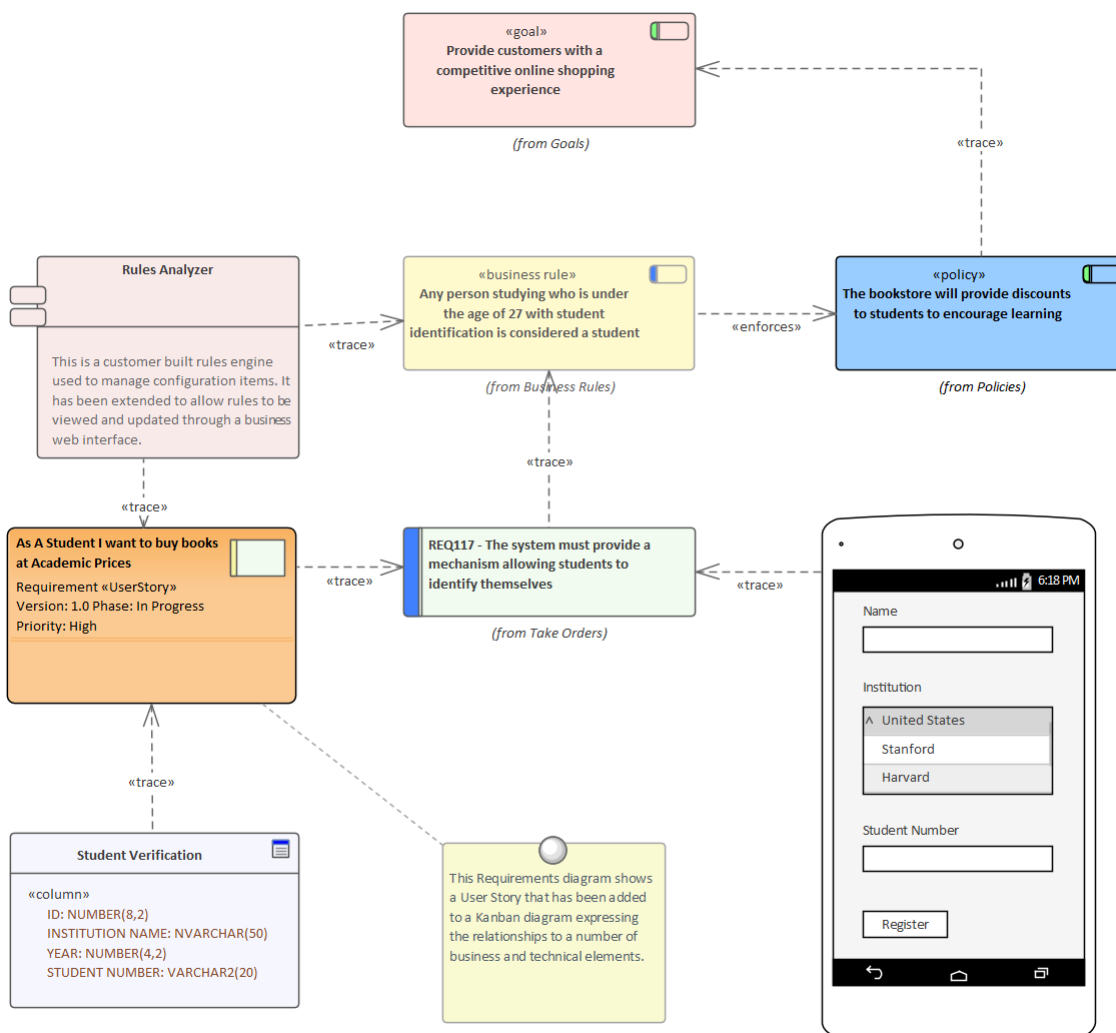 «goal»
Provide customers with a
competitive online shopping
experience
(from Goals)
«trace»
Rules Analyzer
This is a customer built rules engine
used to manage configuration items. It
has been extended to allow rules to be
viewed and updated through a business
web interface.
«trace»
«business rule»
Any person studying who is under
the age of 27 with student
identification is considered a student
(from Business Rules)
«enforces»
«policy»
The bookstore will provide discounts
to students to encourage learning
(from Policies)
«trace»
«trace»
As A Student I want to buy books
at Academic Prices
Requirement «UserStory»
Version: 1.0 Phase: In Progress
Priority: High
«trace»
REQ117 - The system must provide a
mechanism allowing students to
identify themselves
(from Take Orders)
«trace»
6:18 PM
Name
Institution
United States
Stanford
Harvard
Student Number
Register
«trace»
Student Verification
«column»
ID: NUMBER(8,2)
INSTITUTION NAME: NVARCHAR(50)
YEAR: NUMBER(4,2)
STUDENT NUMBER: VARCHAR2(20)
This Requirements diagram shows
a User Story that has been added
to a Kanban diagram expressing
the relationships to a number of
business and technical elements.